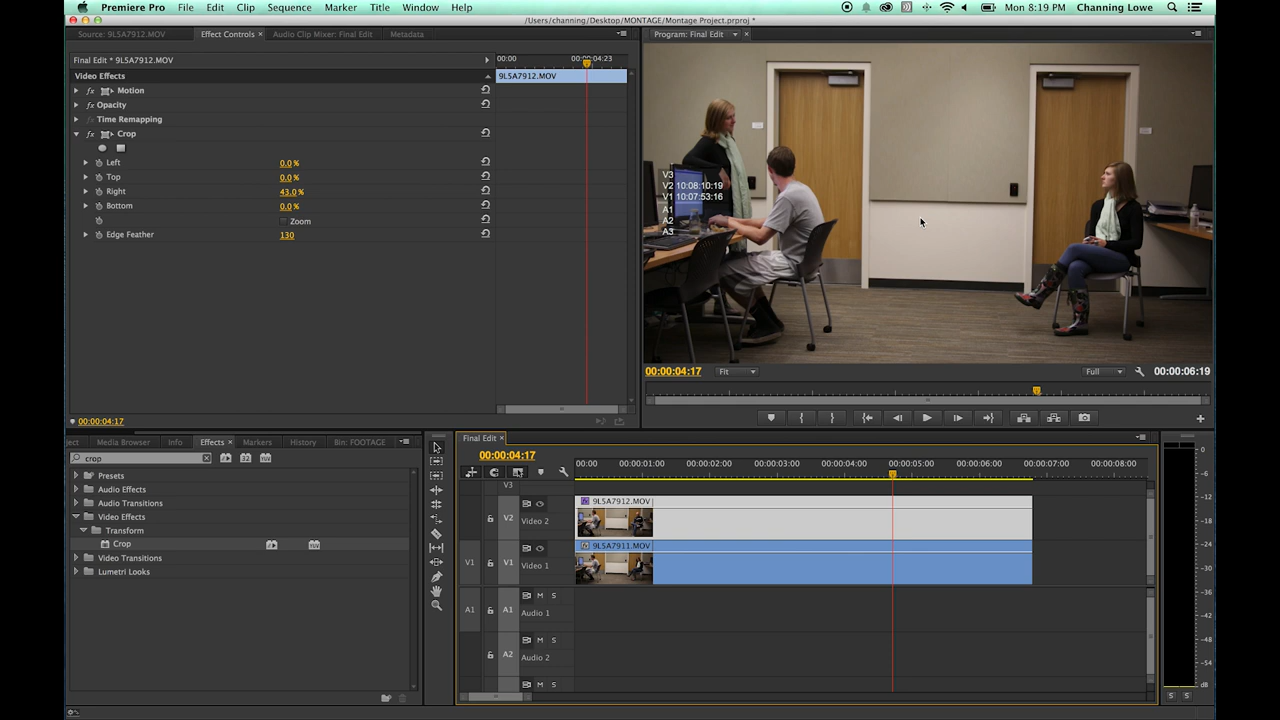 Premiere Pro File Edit Clip Sequence Marker Title Window Help Mon 8:19 PM Channing Lowe
/Users/channing/Desktop/MONTAGE/Montage Project.prproj *
Source: 9L5A7912.MOV Effect Controls × Audio Clip Mixer: Final Edit Metadata
Program: Final Edit ×
Final Edit * 9L5A7912.MOV
00:00 00:00:04:23
Video Effects
9L5A7912.MOV
fx Motion
fx Opacity
Time Remapping
fx Crop
Left 0.0 %
Top 0.0 %
Right 43.0 %
Bottom 0.0 %
Zoom
Edge Feather 130
V3
V2 10:08:10:19
V1 10:07:53:16
A1
A2
A3
00:00:04:17 Fit Full 00:00:06:19
00:00:04:17
ject Media Browser Info Effects × Markers History Bin: FOOTAGE
crop
Presets
Audio Effects
Audio Transitions
Video Effects
Transform
Crop
Video Transitions
Lumetri Looks
Final Edit ×
00:00:04:17
00:00 00:00:01:00 00:00:02:00 00:00:03:00 00:00:04:00 00:00:05:00 00:00:06:00 00:00:07:00 00:00:08:00
V3
9L5A7912.MOV
V2 Video 2
9L5A7911.MOV
V1 V1 Video 1
A1 A1 M S
Audio 1
A2 M S
Audio 2
M S
0
-6
-12
-18
-24
-30
-36
-42
-48
-54
dB
S S